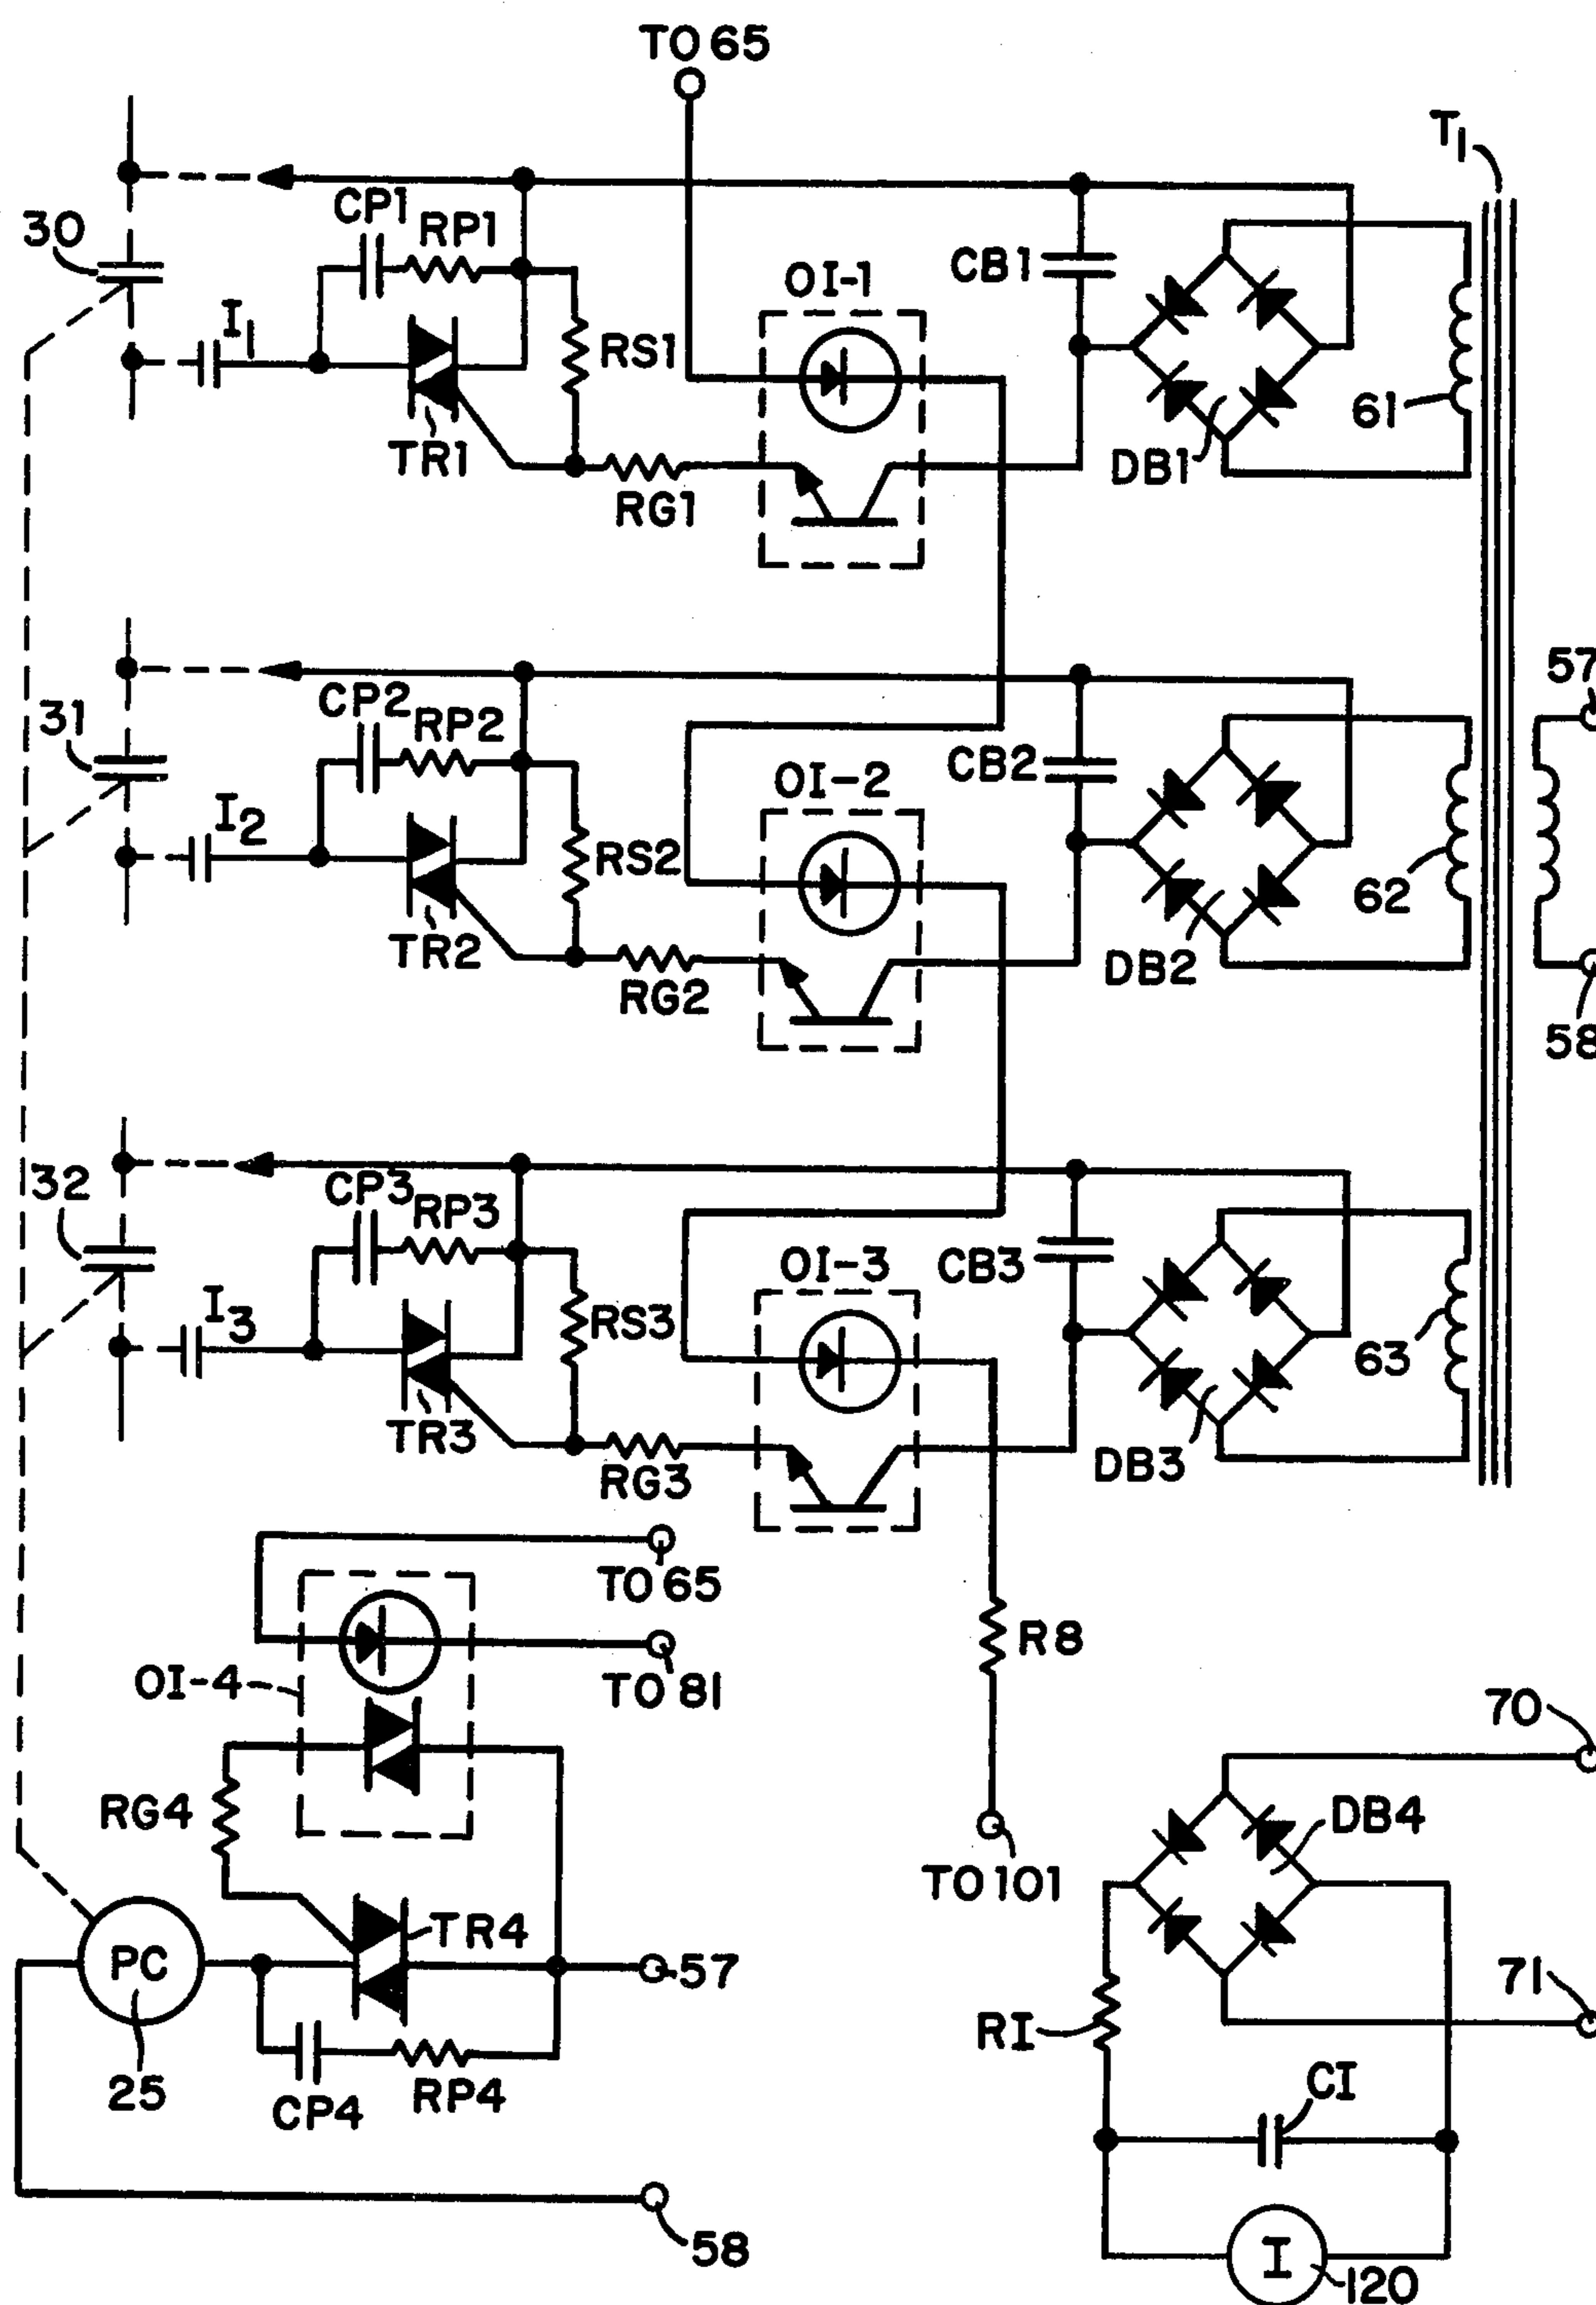 TO 65
T1
30
CP1
RP1
CB1
OI-1
I1
RS1
61
TR1
DB1
RG1
57
31
CP2
RP2
CB2
OI-2
I2
RS2
62
TR2
DB2
RG2
58
32
CP3
RP3
CB3
OI-3
I3
RS3
63
TR3
DB3
RG3
TO 65
R8
OI-4
TO 81
70
RG4
DB4
TO 101
TR4
PC
57
71
RI
25
CP4
RP4
CI
58
I
120